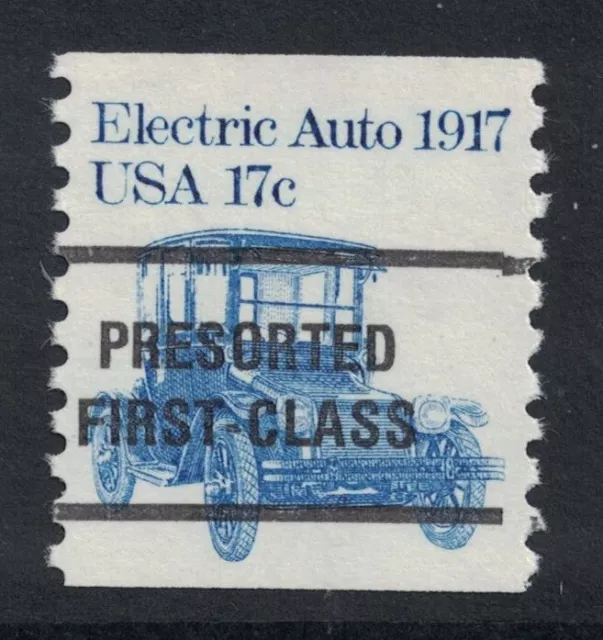 Electric Auto 1917
USA 17c
PRESORTED
FIRST-CLASS